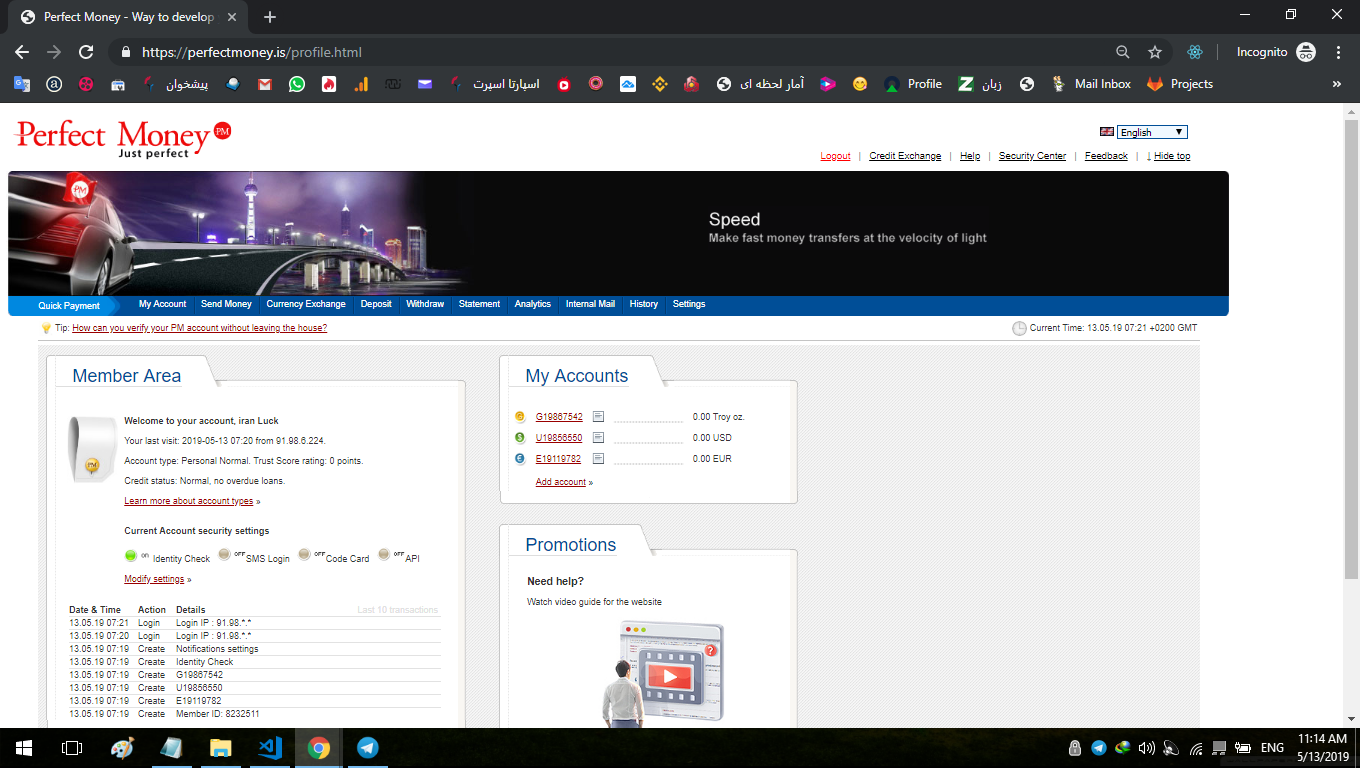 Perfect Money - Way to develop
https://perfectmoney.is/profile.html
Incognito
پیشخوان
اسپارتا اسپرت
آمار لحظه ای
Profile
زبان
Mail Inbox
Projects
»
Perfect Money PM
Just perfect
English
Logout | Credit Exchange | Help | Security Center | Feedback | ↓ Hide top
PM
Speed
Make fast money transfers at the velocity of light
Quick Payment
My Account
Send Money
Currency Exchange
Deposit
Withdraw
Statement
Analytics
Internal Mail
History
Settings
Tip: How can you verify your PM account without leaving the house?
Current Time: 13.05.19 07:21 +0200 GMT
Member Area
Welcome to your account, iran Luck
Your last visit: 2019-05-13 07:20 from 91.98.6.224.
Account type: Personal Normal. Trust Score rating: 0 points.
Credit status: Normal, no overdue loans.
Learn more about account types »
PM
Current Account security settings
on Identity Check OFF SMS Login OFF Code Card OFF API
Modify settings »
Date & Time Action Details Last 10 transactions
13.05.19 07:21 Login Login IP : 91.98.*.*
13.05.19 07:20 Login Login IP : 91.98.*.*
13.05.19 07:19 Create Notifications settings
13.05.19 07:19 Create Identity Check
13.05.19 07:19 Create G19867542
13.05.19 07:19 Create U19856550
13.05.19 07:19 Create E19119782
13.05.19 07:19 Create Member ID: 8232511
My Accounts
G19867542 0.00 Troy oz.
U19856550 0.00 USD
E19119782 0.00 EUR
Add account »
Promotions
Need help?
Watch video guide for the website
?
ENG
11:14 AM
5/13/2019